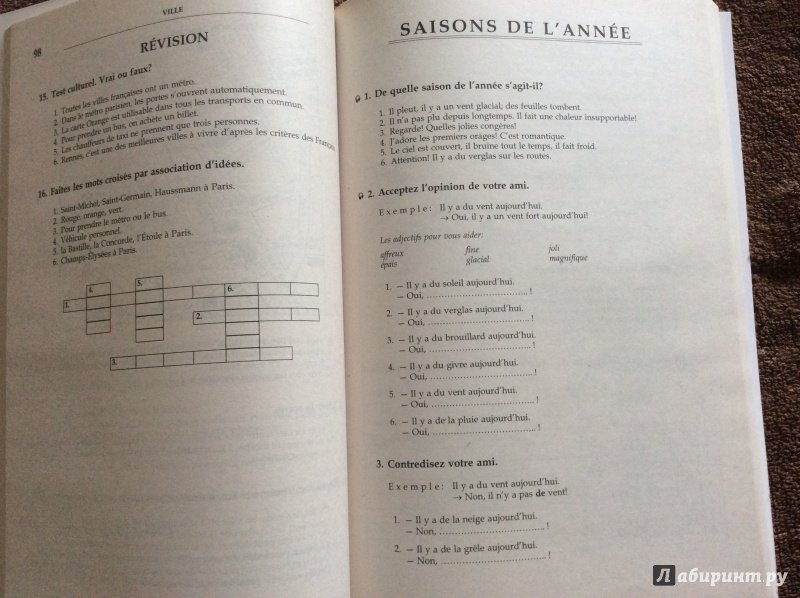 98
VILLE
RÉVISION
15. Test culturel. Vrai ou faux?
1. Toutes les villes françaises ont un métro.
2. Dans le métro parisien, les portes s'ouvrent automatiquement.
3. La carte Orange est utilisable dans tous les transports en commun.
4. Pour prendre un bus, on achète un billet.
5. Les chauffeurs de taxi ne prennent que trois personnes.
6. Rennes, c'est une des meilleures villes à vivre d'après les critères des Français
16. Faites les mots croisés par association d'idées.
1. Saint-Michel, Saint-Germain, Haussmann à Paris.
2. Rouge, orange, vert.
3. Pour prendre le métro ou le bus.
4. Véhicule personnel.
5. la Bastille, la Concorde, l'Étoile à Paris.
6. Champs-Élysées à Paris.
4.
5.
6.
1.
2.
3.
SAISONS DE L'ANNÉE
1. De quelle saison de l'année s'agit-il?
1. Il pleut, il y a un vent glacial; des feuilles tombent.
2. Il n'a pas plu depuis longtemps. Il fait une chaleur insupportable!
3. Regarde! Quelles jolies congères!
4. J'adore les premiers orages! C'est romantique.
5. Le ciel est couvert, il bruine tout le temps, il fait froid.
6. Attention! Il y a du verglas sur les routes.
2. Acceptez l'opinion de votre ami.
Exemple: Il y a du vent aujourd'hui.
→ Oui, il y a un vent fort aujourd'hui!
Les adjectifs pour vous aider:
affreux fine joli
épais glacial magnifique
1. – Il y a du soleil aujourd'hui.
– Oui, ................................!
2. – Il y a du verglas aujourd'hui.
– Oui, ................................!
3. – Il y a du brouillard aujourd'hui.
– Oui, ................................!
4. – Il y a du givre aujourd'hui.
– Oui, ................................!
5. – Il y a du vent aujourd'hui.
– Oui, ................................!
6. – Il y a de la pluie aujourd'hui.
– Oui, ................................!
3. Contredisez votre ami.
Exemple: Il y a du vent aujourd'hui.
→ Non, il n'y a pas de vent!
1. – Il y a de la neige aujourd'hui.
– Non, ................................!
2. – Il y a de la grêle aujourd'hui.
– Non, ................................!
Лабиринт.ру